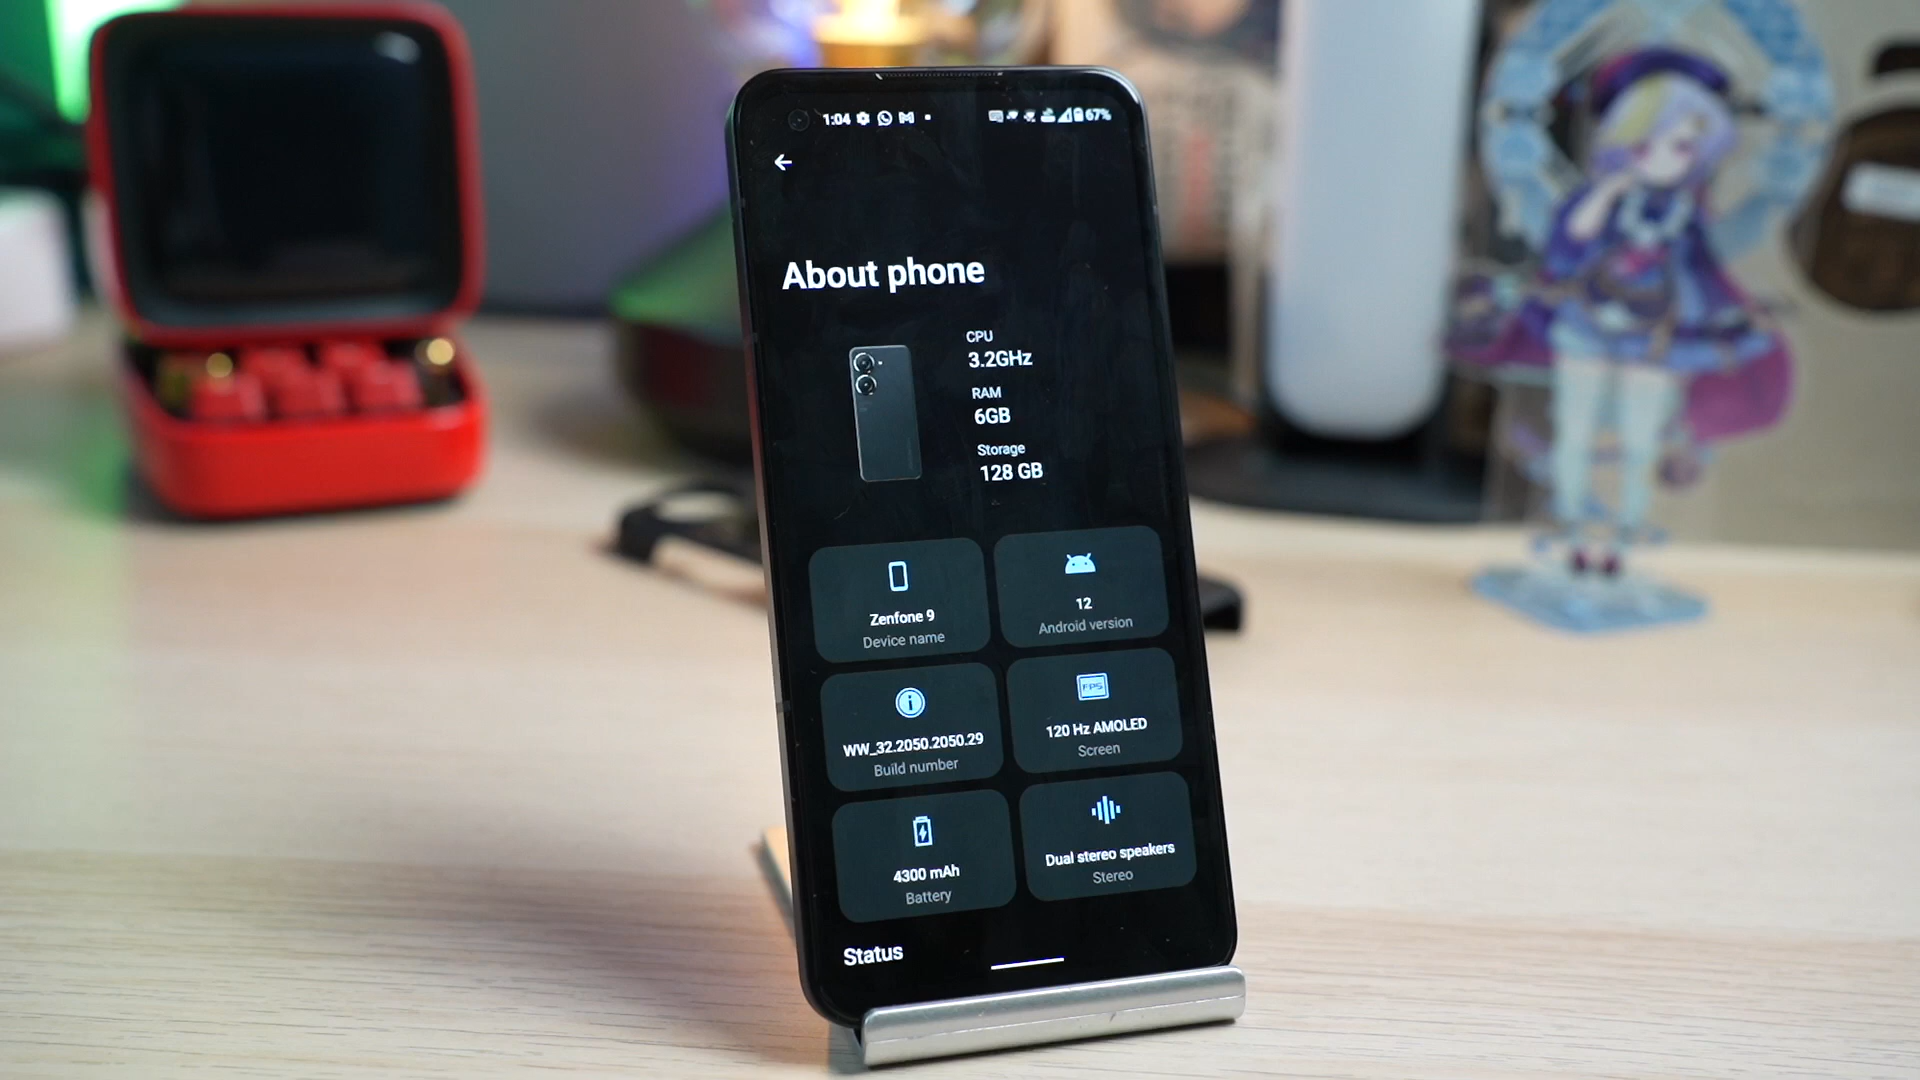 1:04
67%
About phone
CPU
3.2GHz
RAM
6GB
Storage
128 GB
Zenfone 9
Device name
12
Android version
WW_32.2050.2050.29
Build number
FPS
120 Hz AMOLED
Screen
4300 mAh
Battery
Dual stereo speakers
Stereo
Status